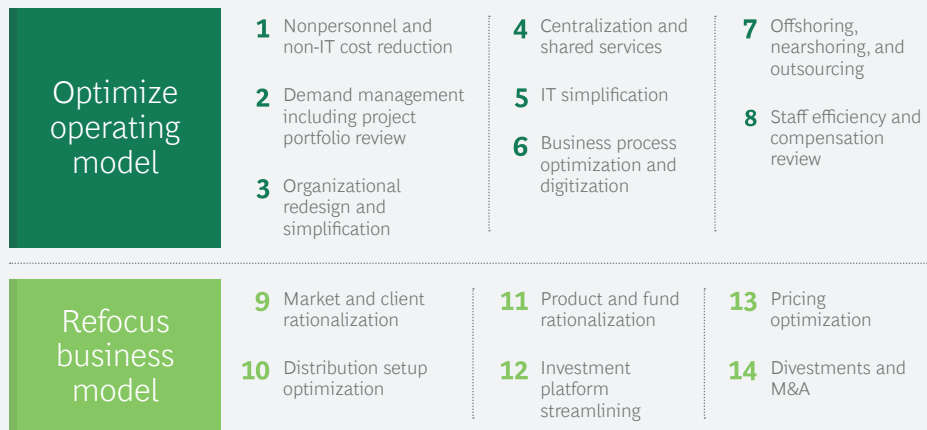 Optimize
operating
model
1 Nonpersonnel and
non-IT cost reduction
2 Demand management
including project
portfolio review
3 Organizational
redesign and
simplification
4 Centralization and
shared services
5 IT simplification
6 Business process
optimization and
digitization
7 Offshoring,
nearshoring, and
outsourcing
8 Staff efficiency and
compensation
review
Refocus
business
model
9 Market and client
rationalization
10 Distribution setup
optimization
11 Product and fund
rationalization
12 Investment
platform
streamlining
13 Pricing
optimization
14 Divestments and
M&A